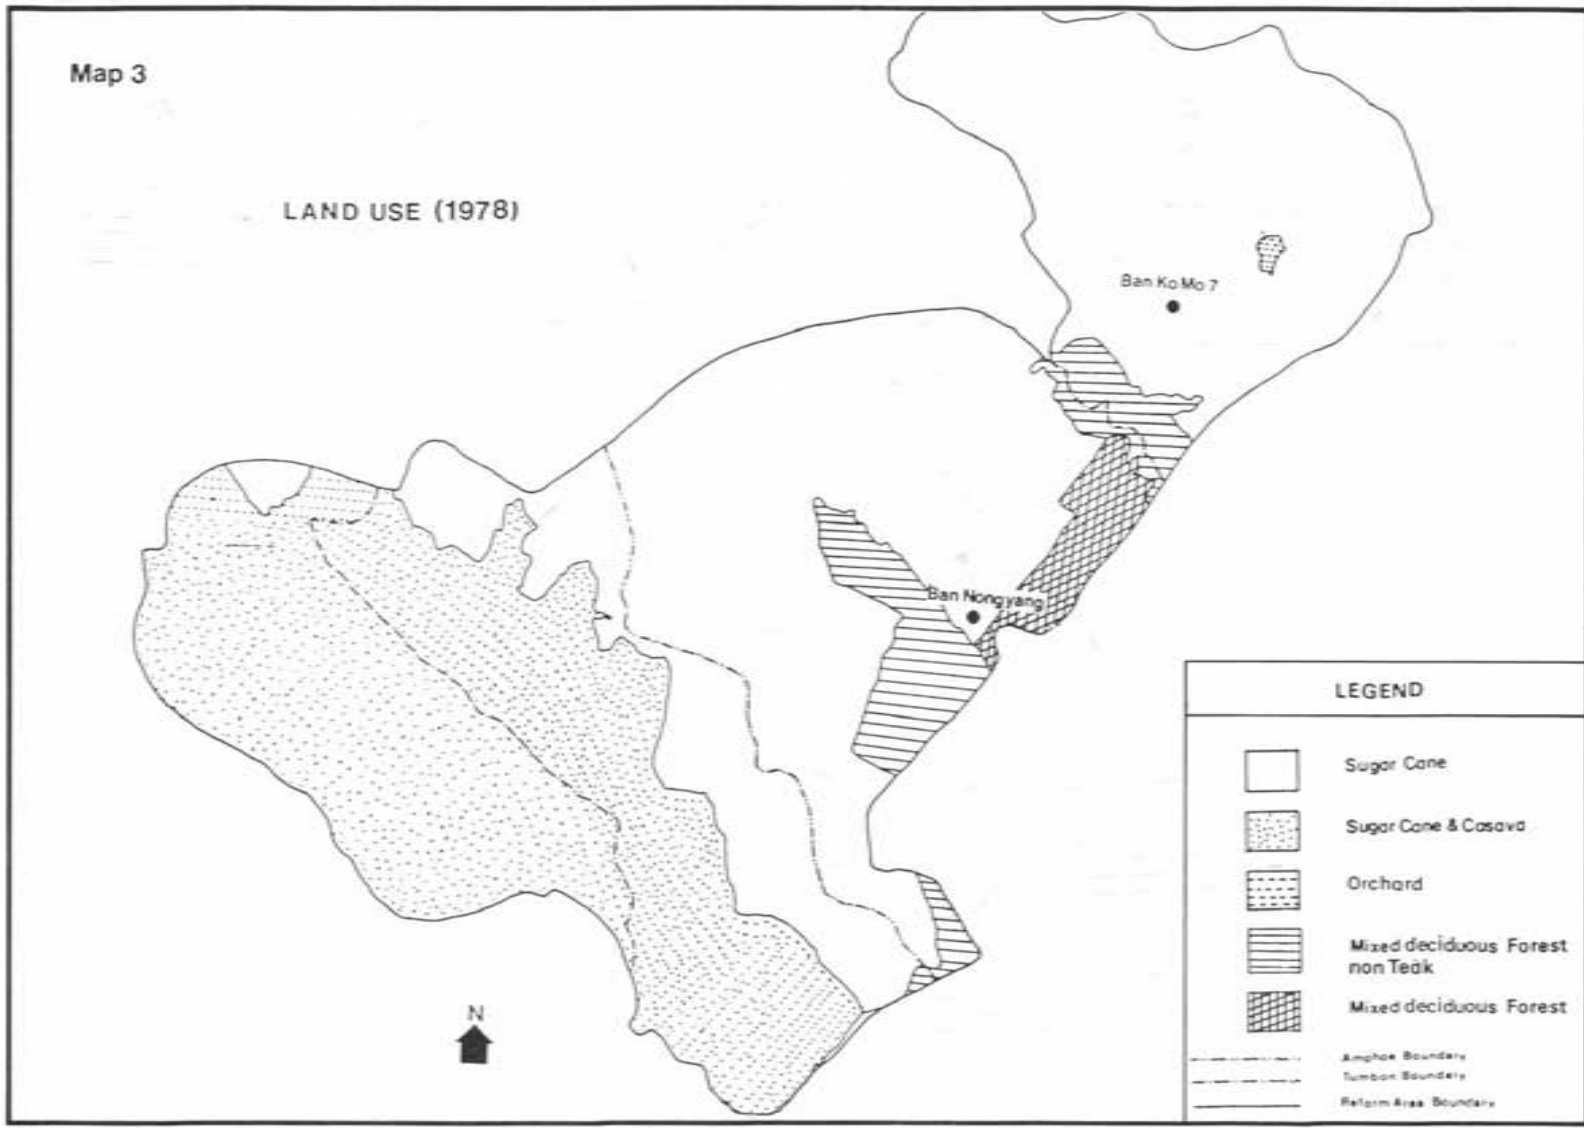 Map 3
LAND USE (1978)
Ban Ko Mo 7
Ban Nongyang
N
LEGEND
Sugar Cane
Sugar Cane & Casava
Orchard
Mixed deciduous Forest
non Teak
Mixed deciduous Forest
Amphoe Boundary
Tumbon Boundary
Reform Area Boundary